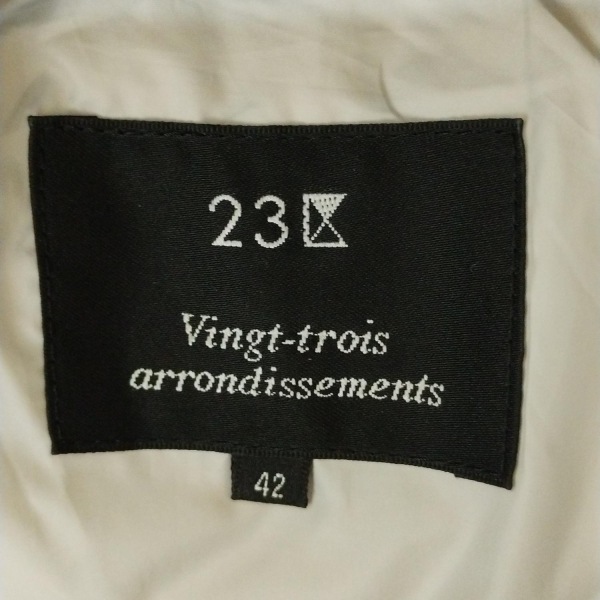 23区
Vingt-trois
arrondissements
42